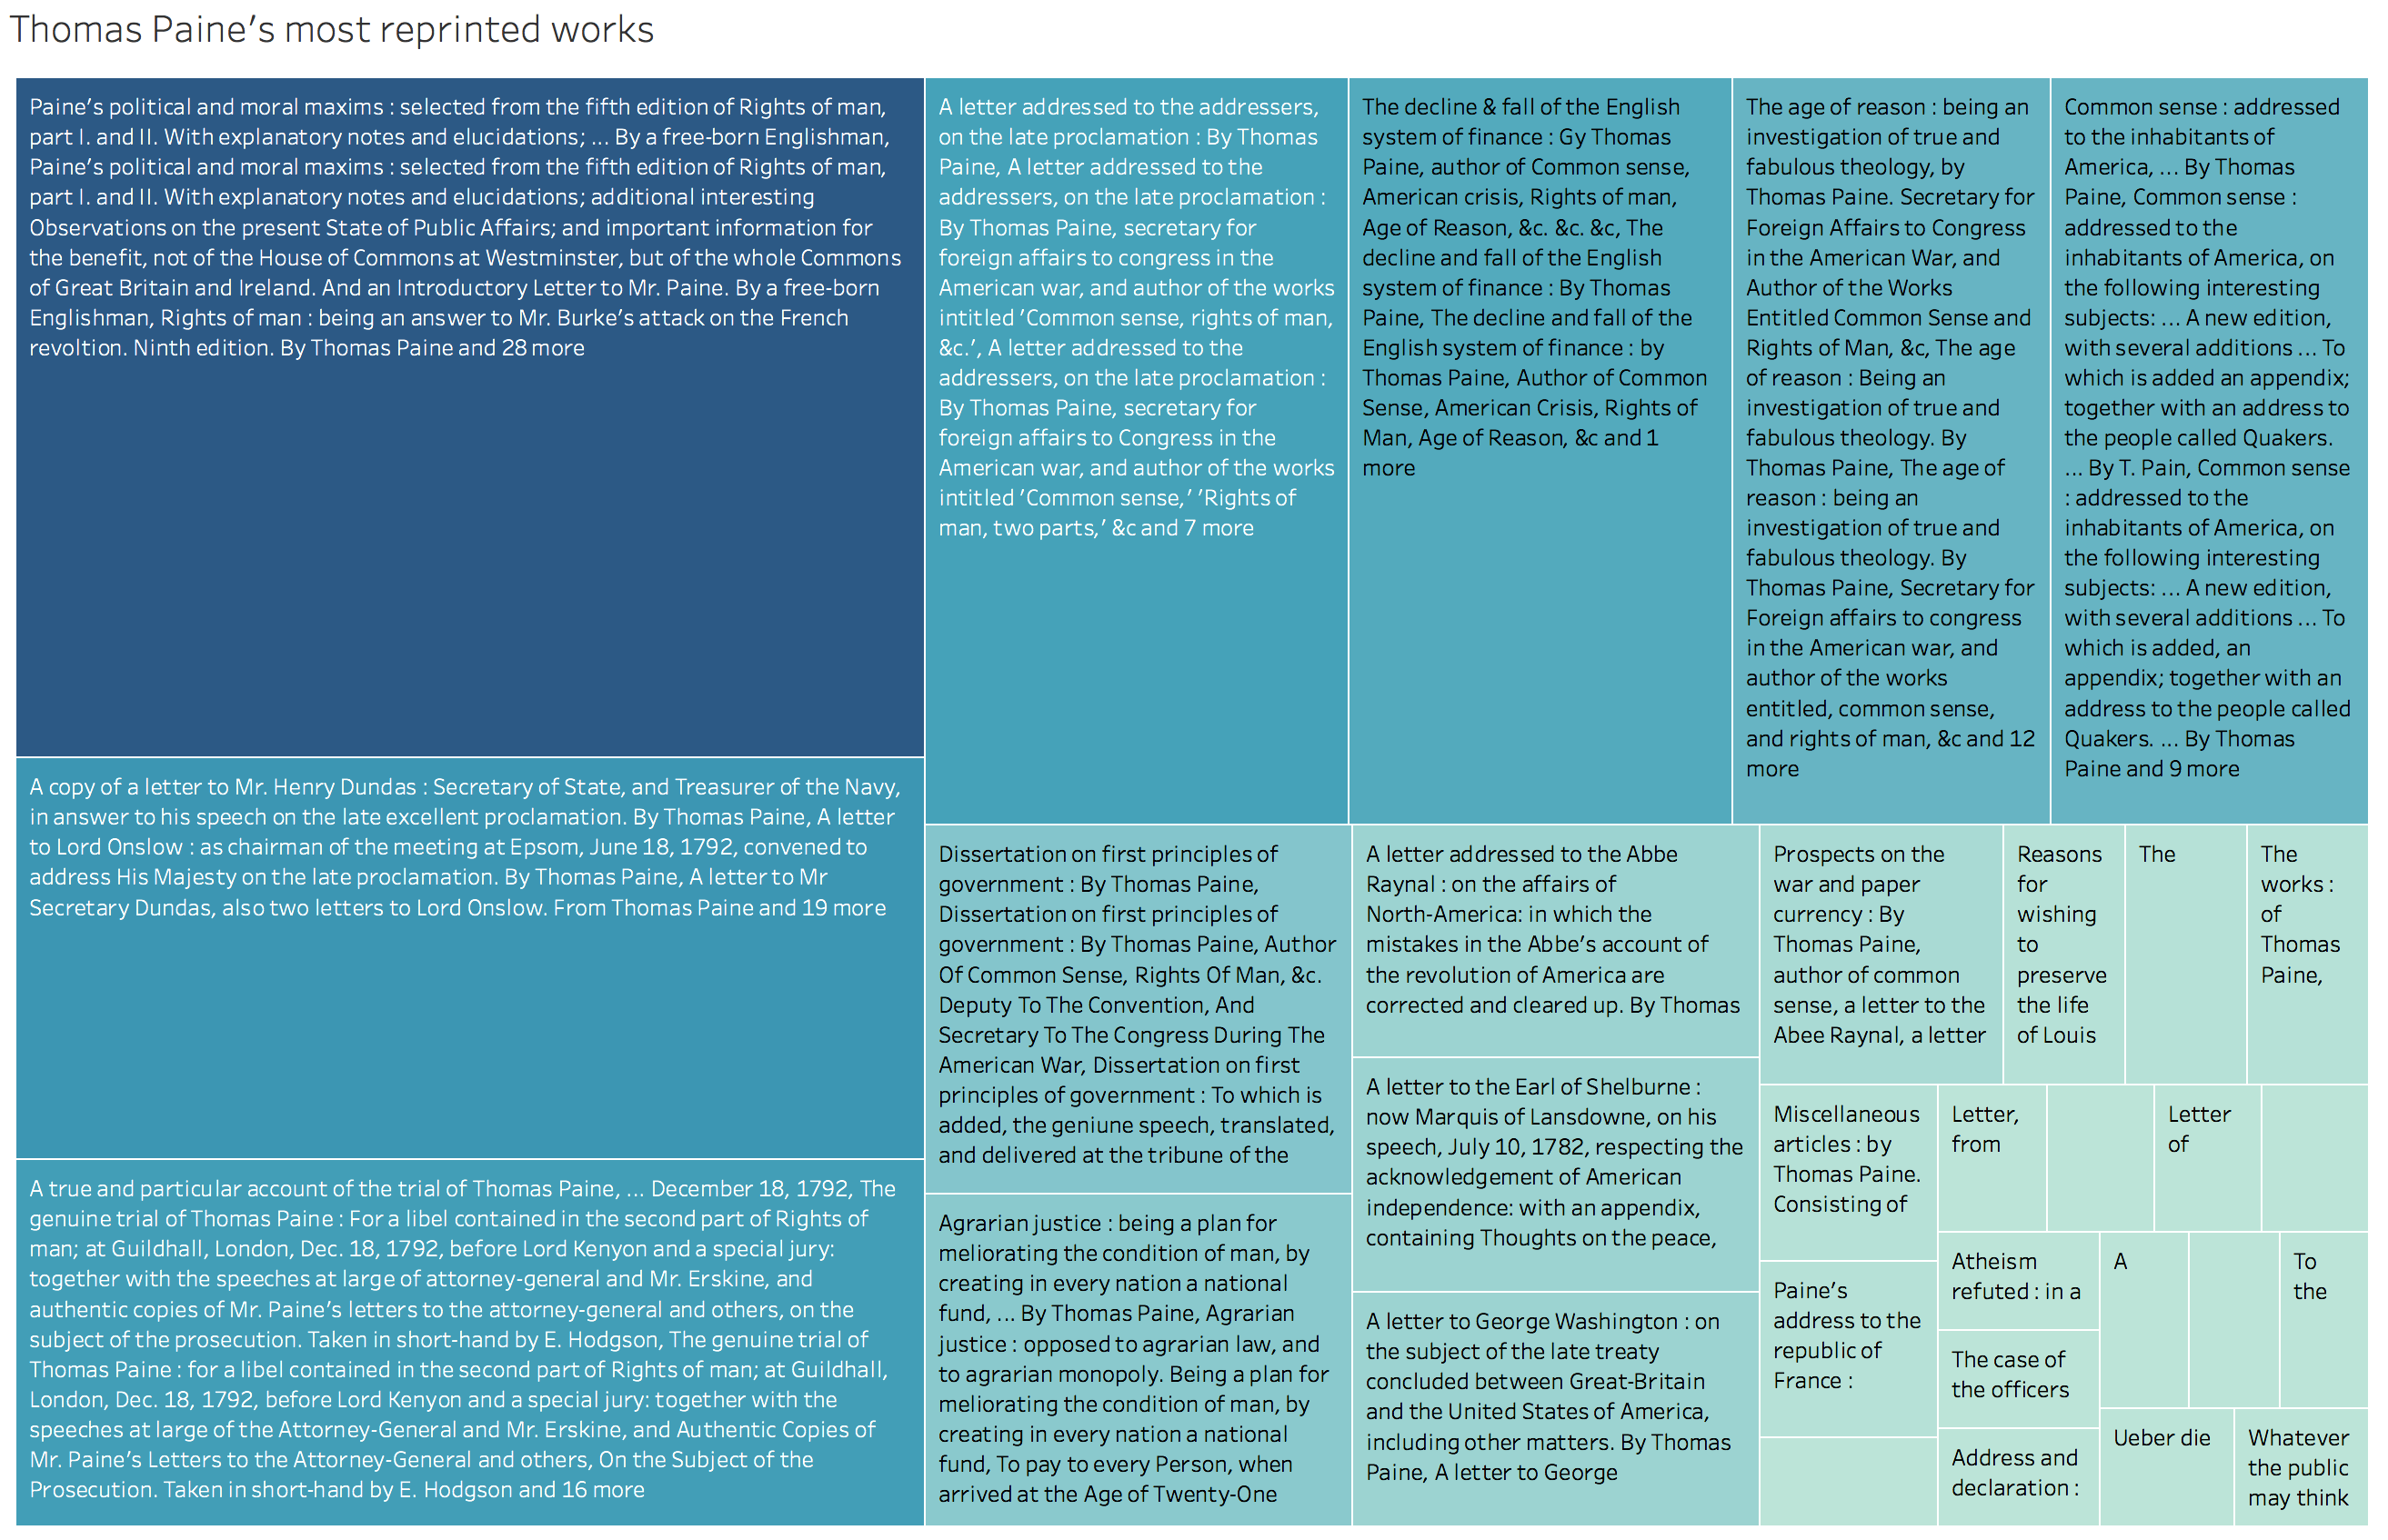 Thomas Paine's most reprinted works
Paine's political and moral maxims : selected from the fifth edition of Rights of man,
part I. and II. With explanatory notes and elucidations; ... By a free-born Englishman,
Paine's political and moral maxims : selected from the fifth edition of Rights of man,
part I. and II. With explanatory notes and elucidations; additional interesting
Observations on the present State of Public Affairs; and important information for
the benefit, not of the House of Commons at Westminster, but of the whole Commons
of Great Britain and Ireland. And an Introductory Letter to Mr. Paine. By a free-born
Englishman, Rights of man : being an answer to Mr. Burke's attack on the French
revoltion. Ninth edition. By Thomas Paine and 28 more
A copy of a letter to Mr. Henry Dundas : Secretary of State, and Treasurer of the Navy,
in answer to his speech on the late excellent proclamation. By Thomas Paine, A letter
to Lord Onslow : as chairman of the meeting at Epsom, June 18, 1792, convened to
address His Majesty on the late proclamation. By Thomas Paine, A letter to Mr
Secretary Dundas, also two letters to Lord Onslow. From Thomas Paine and 19 more
A true and particular account of the trial of Thomas Paine, ... December 18, 1792, The
genuine trial of Thomas Paine : For a libel contained in the second part of Rights of
man; at Guildhall, London, Dec. 18, 1792, before Lord Kenyon and a special jury:
together with the speeches at large of attorney-general and Mr. Erskine, and
authentic copies of Mr. Paine's letters to the attorney-general and others, on the
subject of the prosecution. Taken in short-hand by E. Hodgson, The genuine trial of
Thomas Paine : for a libel contained in the second part of Rights of man; at Guildhall,
London, Dec. 18, 1792, before Lord Kenyon and a special jury: together with the
speeches at large of the Attorney-General and Mr. Erskine, and Authentic Copies of
Mr. Paine's Letters to the Attorney-General and others, On the Subject of the
Prosecution. Taken in short-hand by E. Hodgson and 16 more
A letter addressed to the addressers,
on the late proclamation : By Thomas
Paine, A letter addressed to the
addressers, on the late proclamation :
By Thomas Paine, secretary for
foreign affairs to congress in the
American war, and author of the works
intitled 'Common sense, rights of man,
&c.', A letter addressed to the
addressers, on the late proclamation :
By Thomas Paine, secretary for
foreign affairs to Congress in the
American war, and author of the works
intitled 'Common sense,' 'Rights of
man, two parts,' &c and 7 more
The decline & fall of the English
system of finance : Gy Thomas
Paine, author of Common sense,
American crisis, Rights of man,
Age of Reason, &c. &c. &c, The
decline and fall of the English
system of finance : By Thomas
Paine, The decline and fall of the
English system of finance : by
Thomas Paine, Author of Common
Sense, American Crisis, Rights of
Man, Age of Reason, &c and 1
more
The age of reason : being an
investigation of true and
fabulous theology, by
Thomas Paine. Secretary for
Foreign Affairs to Congress
in the American War, and
Author of the Works
Entitled Common Sense and
Rights of Man, &c, The age
of reason : Being an
investigation of true and
fabulous theology. By
Thomas Paine, The age of
reason : being an
investigation of true and
fabulous theology. By
Thomas Paine, Secretary for
Foreign affairs to congress
in the American war, and
author of the works
entitled, common sense,
and rights of man, &c and 12
more
Common sense : addressed
to the inhabitants of
America, ... By Thomas
Paine, Common sense :
addressed to the
inhabitants of America, on
the following interesting
subjects: ... A new edition,
with several additions ... To
which is added an appendix;
together with an address to
the people called Quakers.
... By T. Pain, Common sense
: addressed to the
inhabitants of America, on
the following interesting
subjects: ... A new edition,
with several additions ... To
which is added, an
appendix; together with an
address to the people called
Quakers. ... By Thomas
Paine and 9 more
Dissertation on first principles of
government : By Thomas Paine,
Dissertation on first principles of
government : By Thomas Paine, Author
Of Common Sense, Rights Of Man, &c.
Deputy To The Convention, And
Secretary To The Congress During The
American War, Dissertation on first
principles of government : To which is
added, the geniune speech, translated,
and delivered at the tribune of the
Agrarian justice : being a plan for
meliorating the condition of man, by
creating in every nation a national
fund, ... By Thomas Paine, Agrarian
justice : opposed to agrarian law, and
to agrarian monopoly. Being a plan for
meliorating the condition of man, by
creating in every nation a national
fund, To pay to every Person, when
arrived at the Age of Twenty-One
A letter addressed to the Abbe
Raynal : on the affairs of
North-America: in which the
mistakes in the Abbe's account of
the revolution of America are
corrected and cleared up. By Thomas
A letter to the Earl of Shelburne :
now Marquis of Lansdowne, on his
speech, July 10, 1782, respecting the
acknowledgement of American
independence: with an appendix,
containing Thoughts on the peace,
A letter to George Washington : on
the subject of the late treaty
concluded between Great-Britain
and the United States of America,
including other matters. By Thomas
Paine, A letter to George
Prospects on the
war and paper
currency : By
Thomas Paine,
author of common
sense, a letter to the
Abee Raynal, a letter
Reasons
for
wishing
to
preserve
the life
of Louis
The
The
works :
of
Thomas
Paine,
Miscellaneous
articles : by
Thomas Paine.
Consisting of
Letter,
from
Letter
of
Paine's
address to the
republic of
France :
Atheism
refuted : in a
The case of
the officers
Address and
declaration :
A
To
the
Ueber die
Whatever
the public
may think